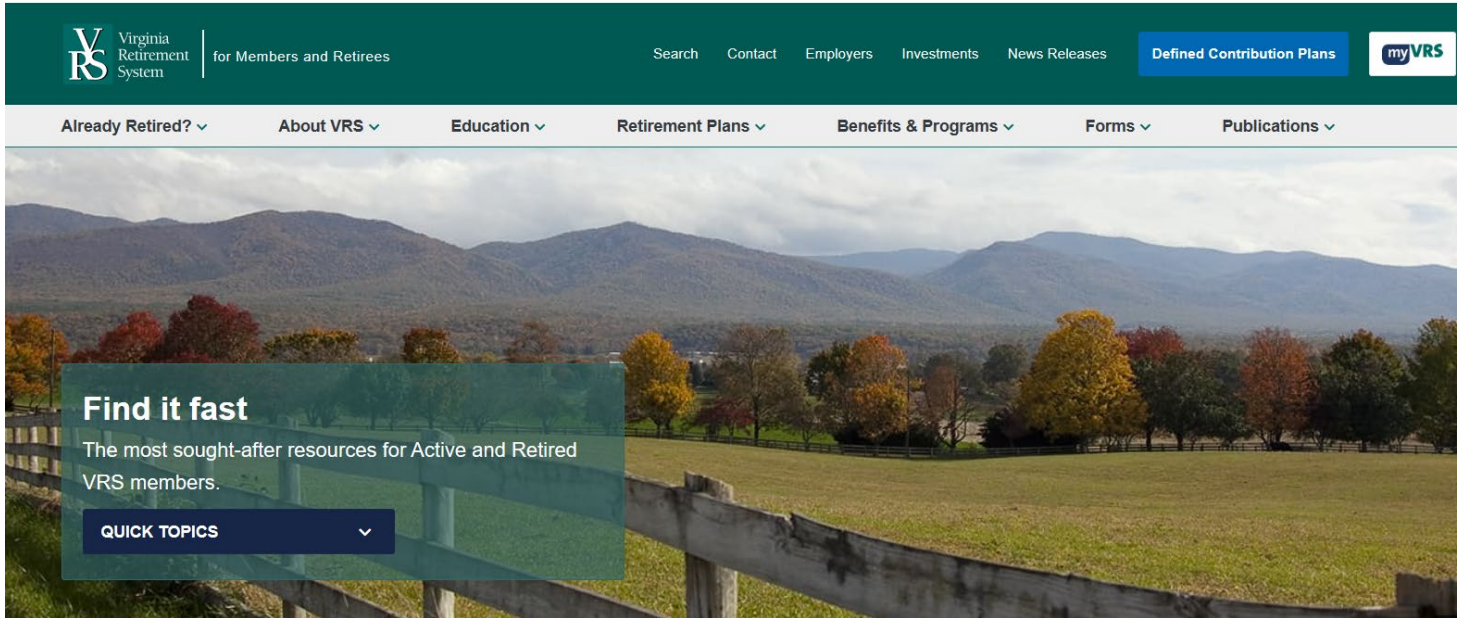 VRS
Virginia
Retirement
System
for Members and Retirees
Search Contact Employers Investments News Releases Defined Contribution Plans myVRS
Already Retired? About VRS Education Retirement Plans Benefits & Programs Forms Publications
Find it fast
The most sought-after resources for Active and Retired
VRS members.
QUICK TOPICS